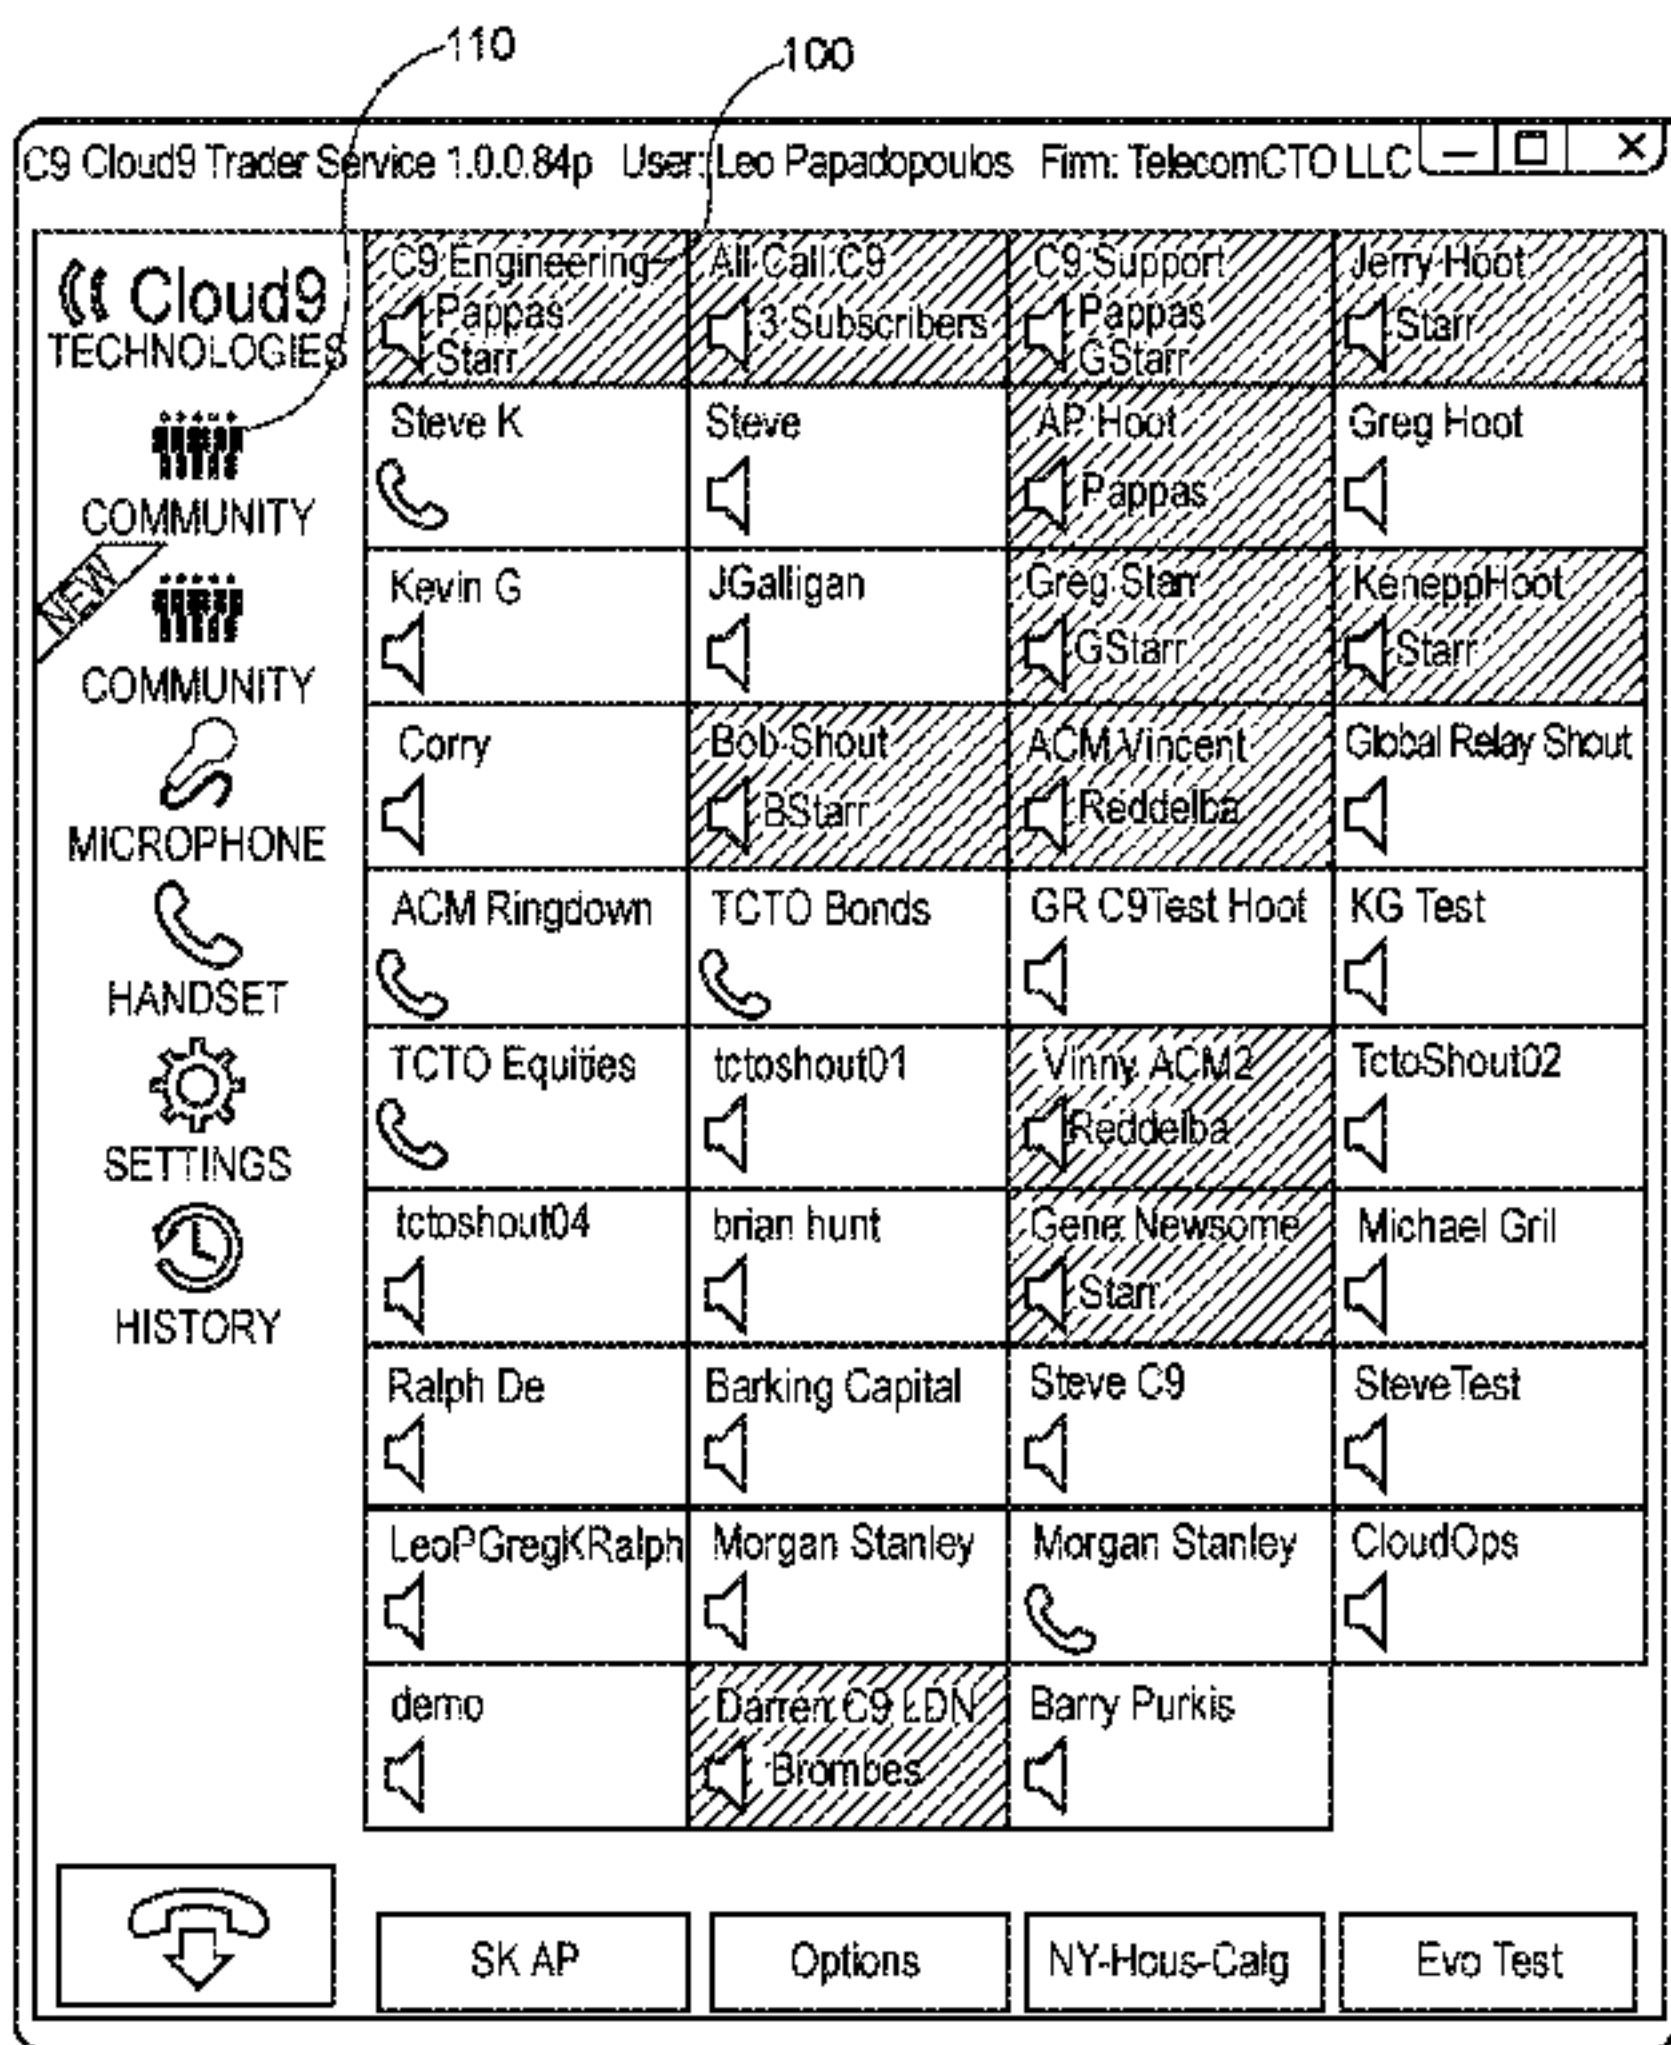 110
100
C9 Cloud9 Trader Service 1.0.0.84p User: Leo Papadopoulos Firm: TelecomCTO LLC
Cloud9
TECHNOLOGIES
COMMUNITY
NEW
COMMUNITY
MICROPHONE
HANDSET
SETTINGS
HISTORY
C9 Engineering
Pappas
Starr
All Call C9
3 Subscribers
C9 Support
Pappas
GStarr
Jerry Hoot
Starr
Steve K
Steve
AP Hoot
Pappas
Greg Hoot
Kevin G
JGalligan
Greg Starr
GStarr
KeneppHoot
Starr
Corry
Bob Shout
BStarr
ACM Vincent
Reddelba
Global Relay Shout
ACM Ringdown
TCTO Bonds
GR C9Test Hoot
KG Test
TCTO Equities
tctoshout01
Vinny ACM2
Reddelba
TctoShout02
tctoshout04
brian hunt
Gene Newsome
Starr
Michael Gril
Ralph De
Barking Capital
Steve C9
SteveTest
LeoPGregKRalph
Morgan Stanley
Morgan Stanley
CloudOps
demo
Darren C9 LDN
Brombes
Barry Purkis
SK AP
Options
NY-Hous-Calg
Evo Test